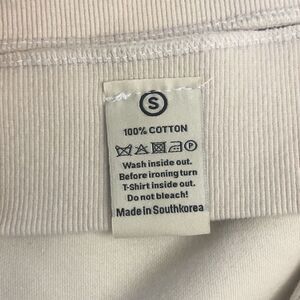 S
100% COTTON
P
Wash inside out.
Before ironing turn
T-Shirt inside out.
Do not bleach!
Made in Southkorea